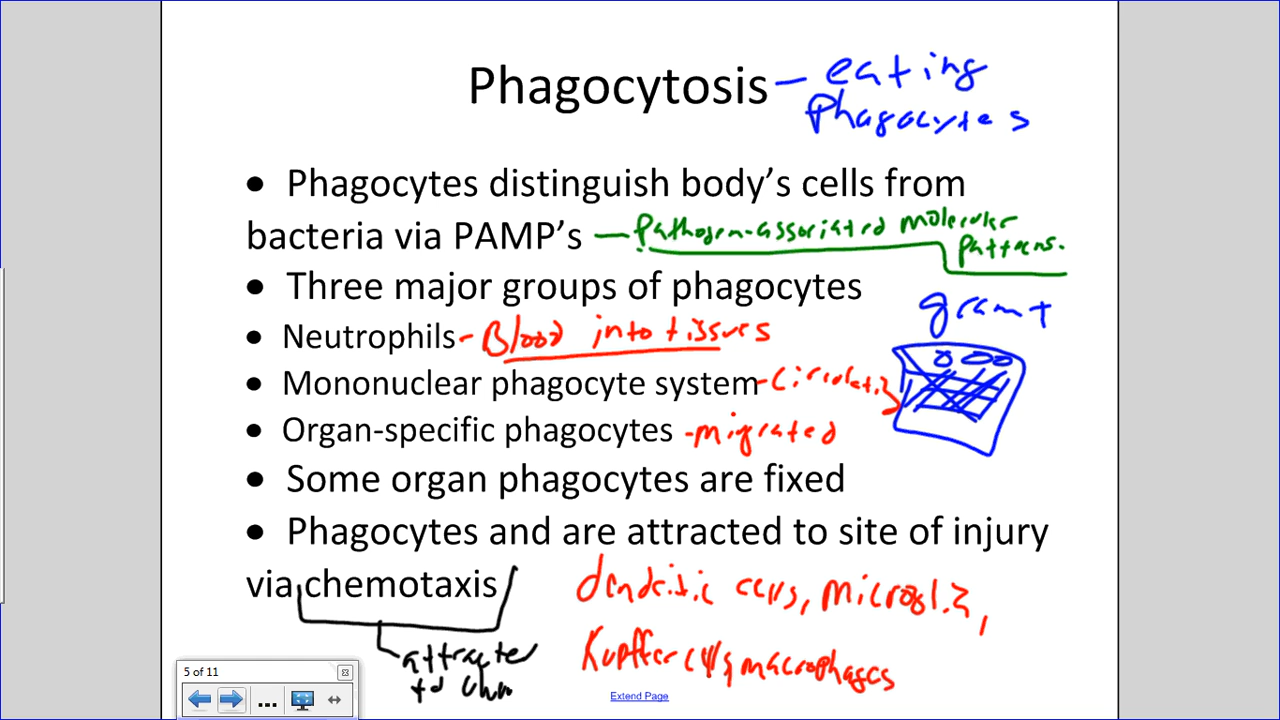 Phagocytosis – eating
Phagocytes
• Phagocytes distinguish body’s cells from
bacteria via PAMP’s – Pathogen-associated molecular
patterns.
• Three major groups of phagocytes
• Neutrophils - Blood into tissues
• Mononuclear phagocyte system -
• Organ-specific phagocytes - migrated
• Some organ phagocytes are fixed
• Phagocytes and are attracted to site of injury
via chemotaxis
dendritic cells, microglia,
Kupffer macrophages
to
5 of 11
...
Extend Page